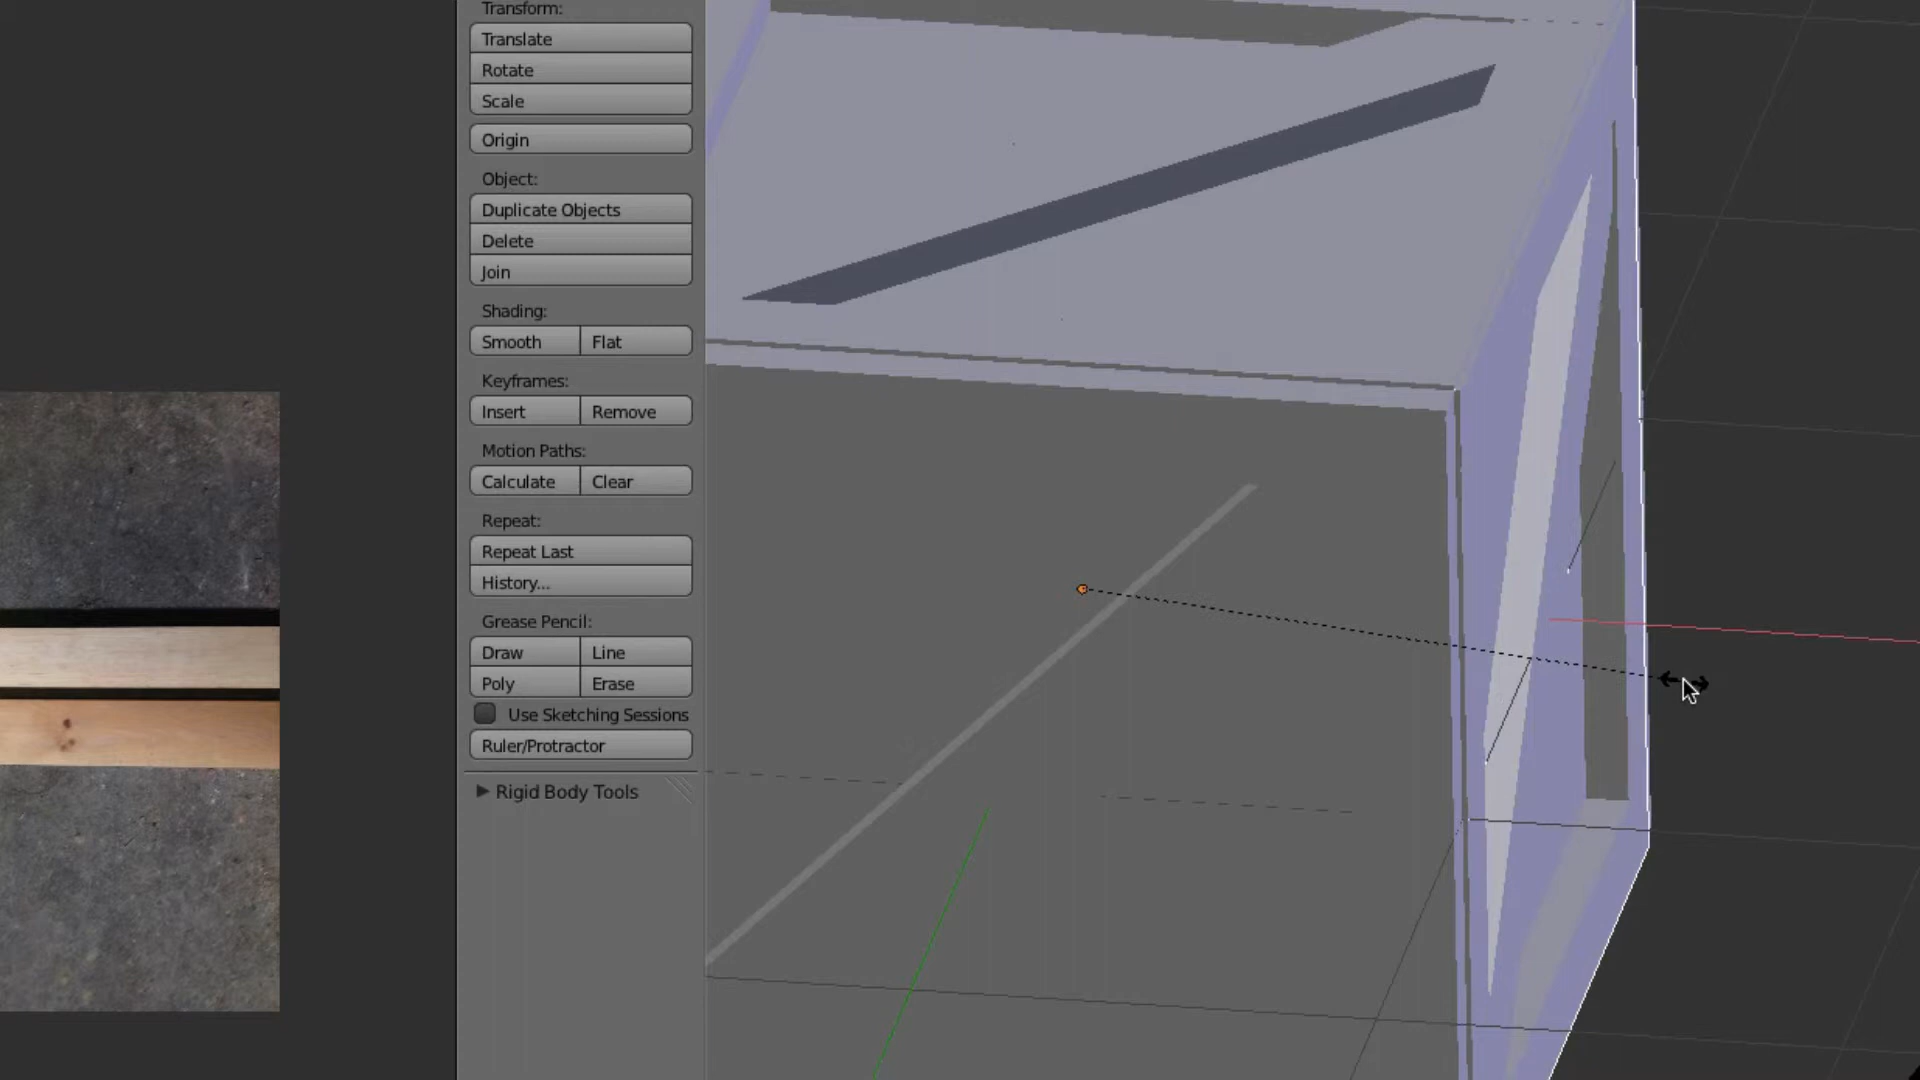 Transform:
Translate
Rotate
Scale
Origin
Object:
Duplicate Objects
Delete
Join
Shading:
Smooth Flat
Keyframes:
Insert Remove
Motion Paths:
Calculate Clear
Repeat:
Repeat Last
History...
Grease Pencil:
Draw Line
Poly Erase
Use Sketching Sessions
Ruler/Protractor
Rigid Body Tools